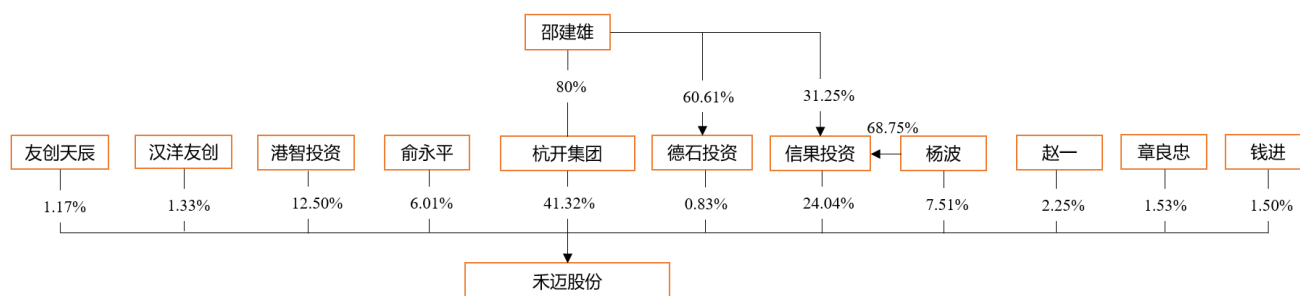 邵建雄
80%
60.61%
31.25%
68.75%
友创天辰
汉洋友创
港智投资
俞永平
杭开集团
德石投资
信果投资
杨波
赵一
章良忠
钱进
1.17%
1.33%
12.50%
6.01%
41.32%
0.83%
24.04%
7.51%
2.25%
1.53%
1.50%
禾迈股份